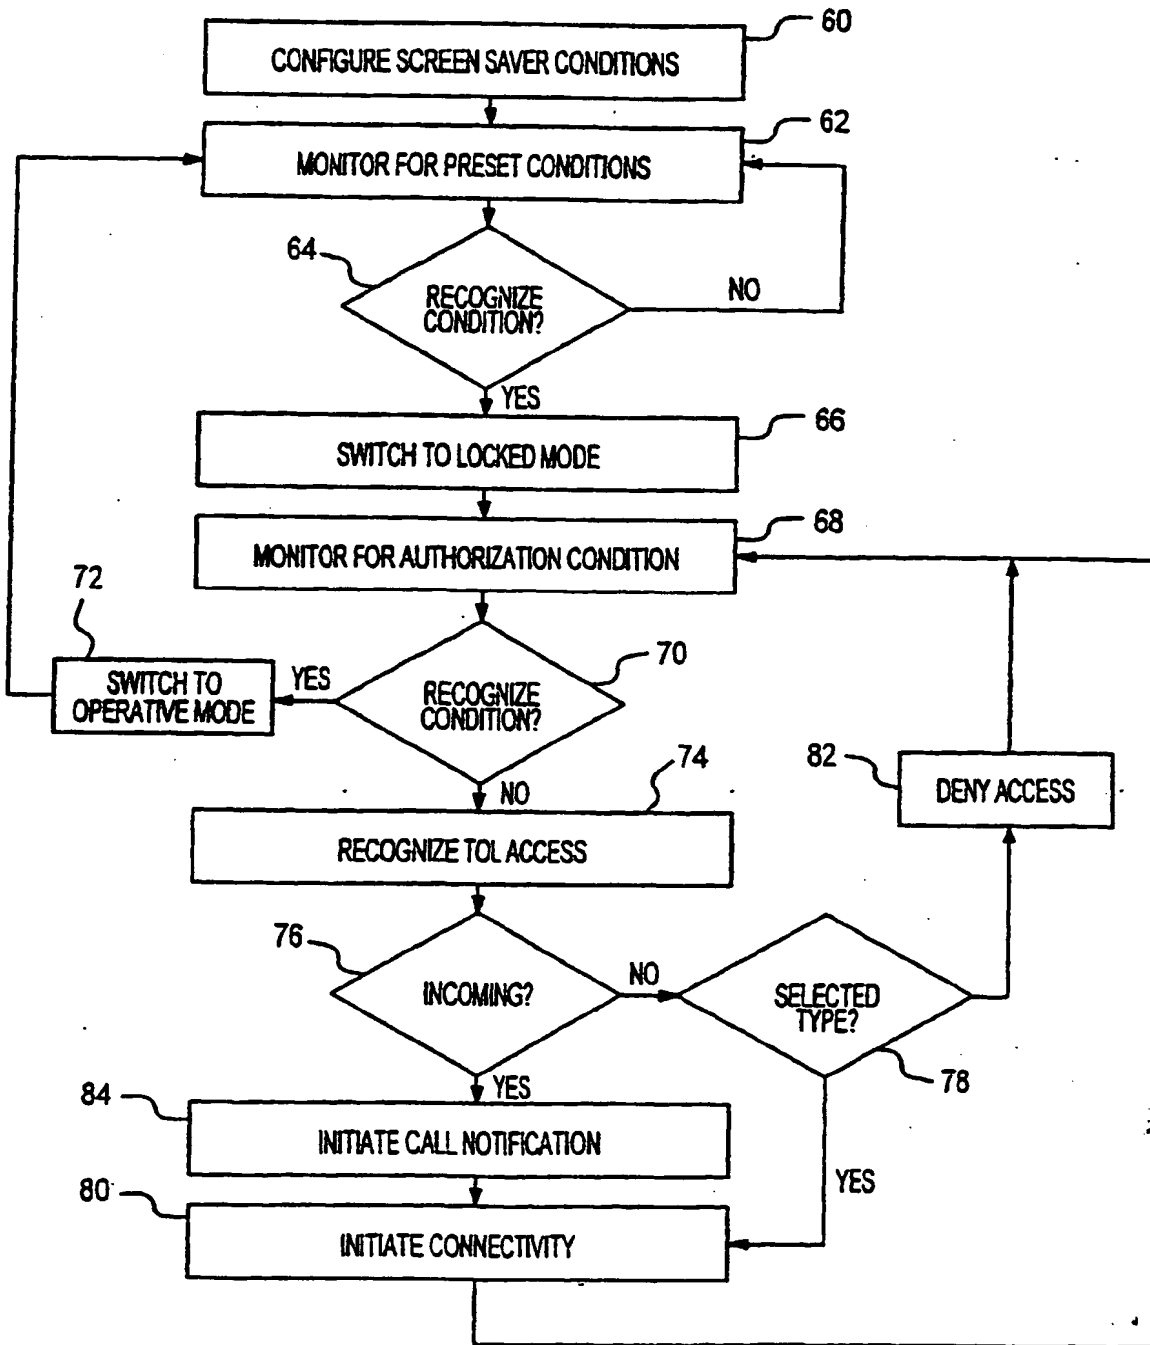 60
CONFIGURE SCREEN SAVER CONDITIONS
62
MONITOR FOR PRESET CONDITIONS
64
RECOGNIZE
CONDITION?
NO
YES
66
SWITCH TO LOCKED MODE
68
MONITOR FOR AUTHORIZATION CONDITION
72
SWITCH TO
OPERATIVE MODE
YES
70
RECOGNIZE
CONDITION?
NO
74
RECOGNIZE TOL ACCESS
82
DENY ACCESS
76
INCOMING?
NO
SELECTED
TYPE?
78
YES
84
INITIATE CALL NOTIFICATION
YES
80
INITIATE CONNECTIVITY